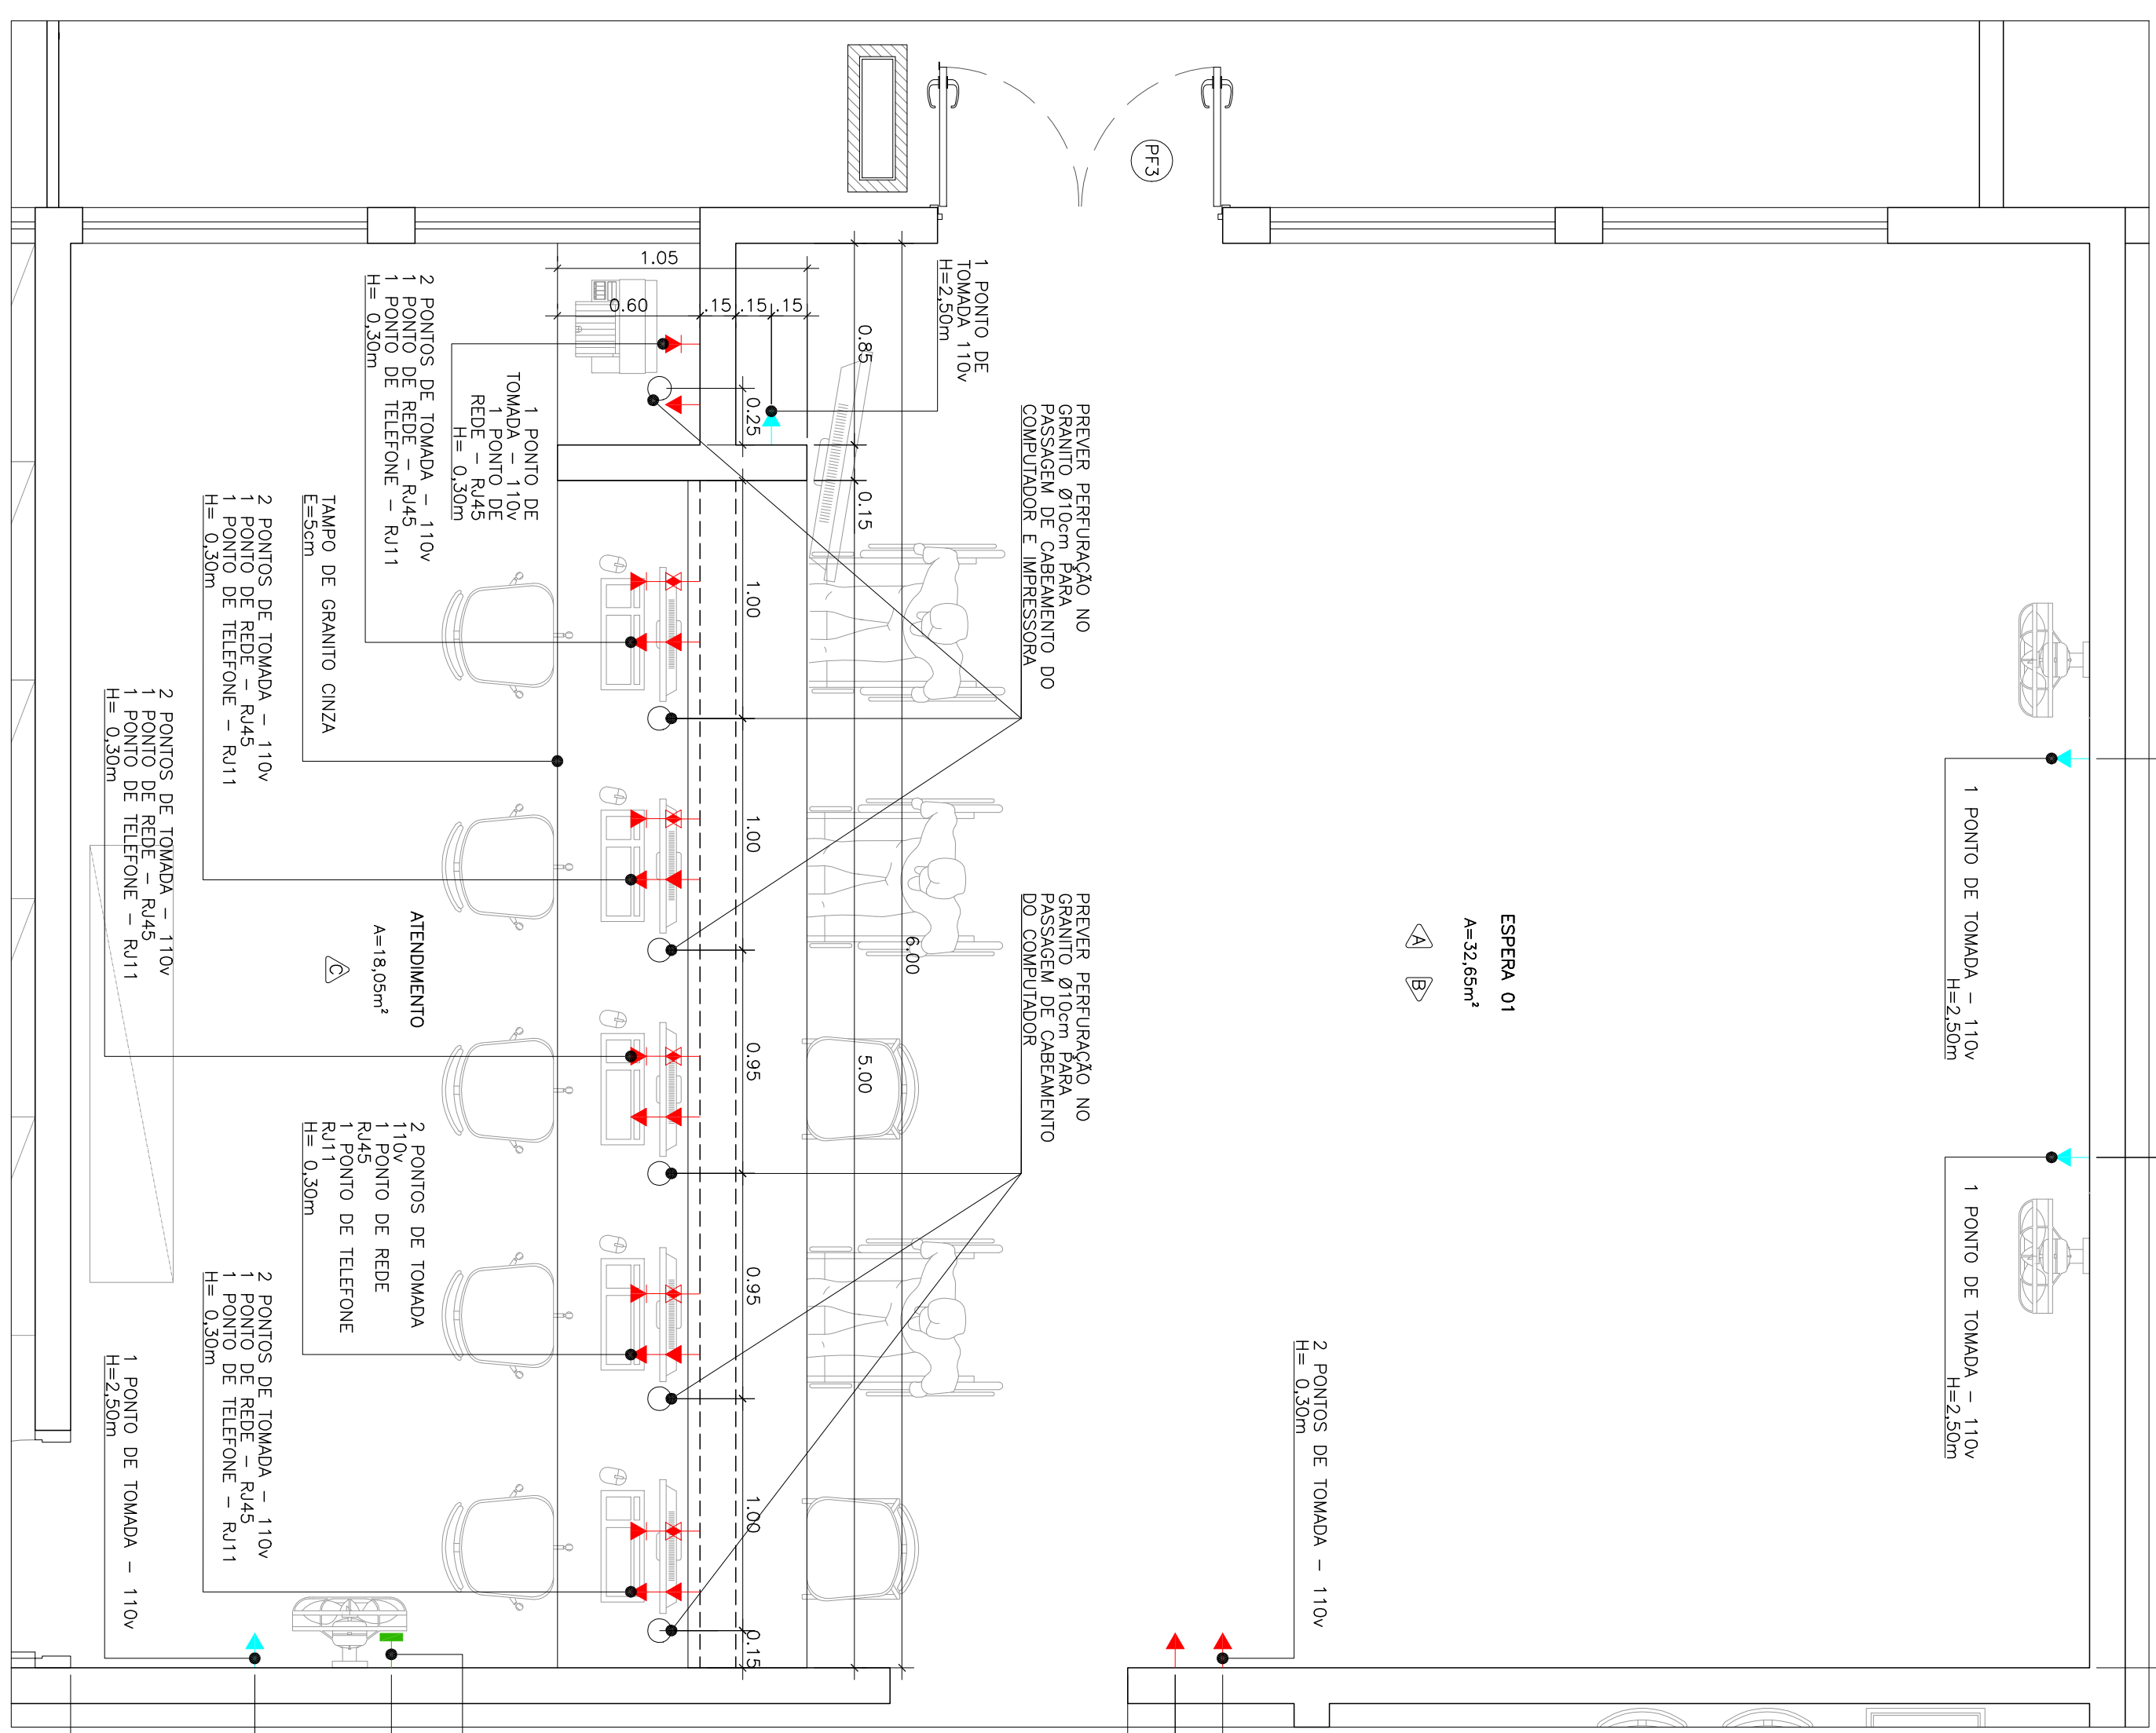 PF3
1 PONTO DE
TOMADA 110v
H=2,50m
1.05
0.60
.15
.15
.15
0.85
0.25
0.15
2 PONTOS DE TOMADA – 110v
1 PONTO DE REDE – RJ45
1 PONTO DE TELEFONE – RJ11
H= 0,30m
1 PONTO DE
TOMADA – 110v
1 PONTO DE
REDE – RJ45
H= 0,30m
PREVER PERFURAÇÃO NO
GRANITO Ø10cm PARA
PASSAGEM DE CABEAMENTO DO
COMPUTADOR E IMPRESSORA
TAMPO DE GRANITO CINZA
E=5cm
2 PONTOS DE TOMADA – 110v
1 PONTO DE REDE – RJ45
1 PONTO DE TELEFONE – RJ11
H= 0,30m
2 PONTOS DE TOMADA – 110v
1 PONTO DE REDE – RJ45
1 PONTO DE TELEFONE – RJ11
H= 0,30m
1.00
1.00
0.95
0.95
1.00
0.15
6.00
5.00
PREVER PERFURAÇÃO NO
GRANITO Ø10cm PARA
PASSAGEM DE CABEAMENTO
DO COMPUTADOR
ESPERA 01
A=32,65m²
A
B
ATENDIMENTO
A=18,05m²
C
1 PONTO DE TOMADA – 110v
H=2,50m
1 PONTO DE TOMADA – 110v
H=2,50m
2 PONTOS DE TOMADA
110v
1 PONTO DE REDE
RJ45
1 PONTO DE TELEFONE
RJ11
H= 0,30m
2 PONTOS DE TOMADA – 110v
1 PONTO DE REDE – RJ45
1 PONTO DE TELEFONE – RJ11
H= 0,30m
1 PONTO DE TOMADA – 110v
H=2,50m
2 PONTOS DE TOMADA – 110v
H= 0,30m